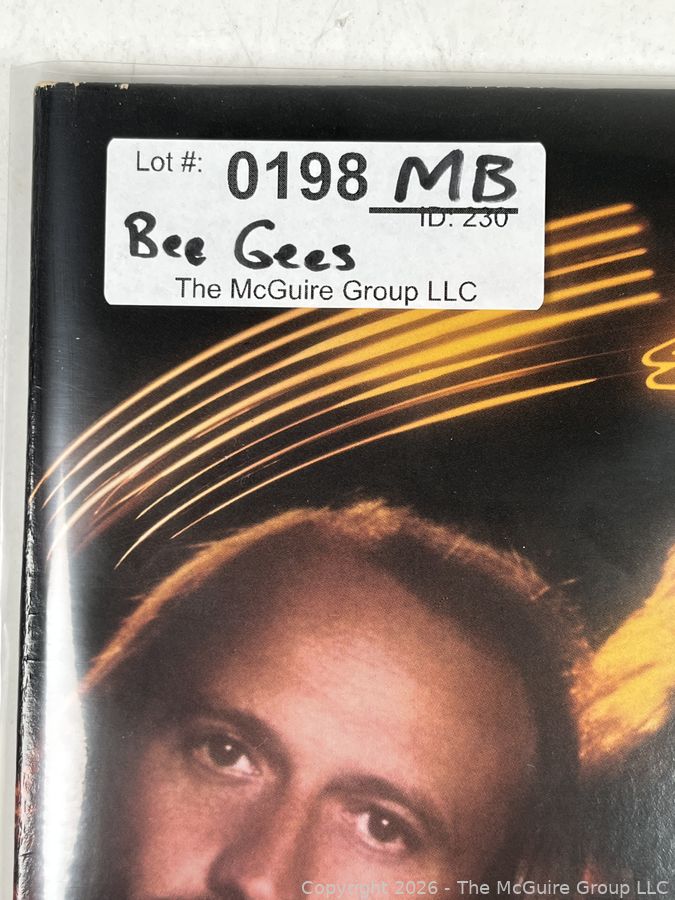 Lot #: 0198 MB
ID: 230
Bee Gees
The McGuire Group LLC
Copyright 2026 - The McGuire Group LLC